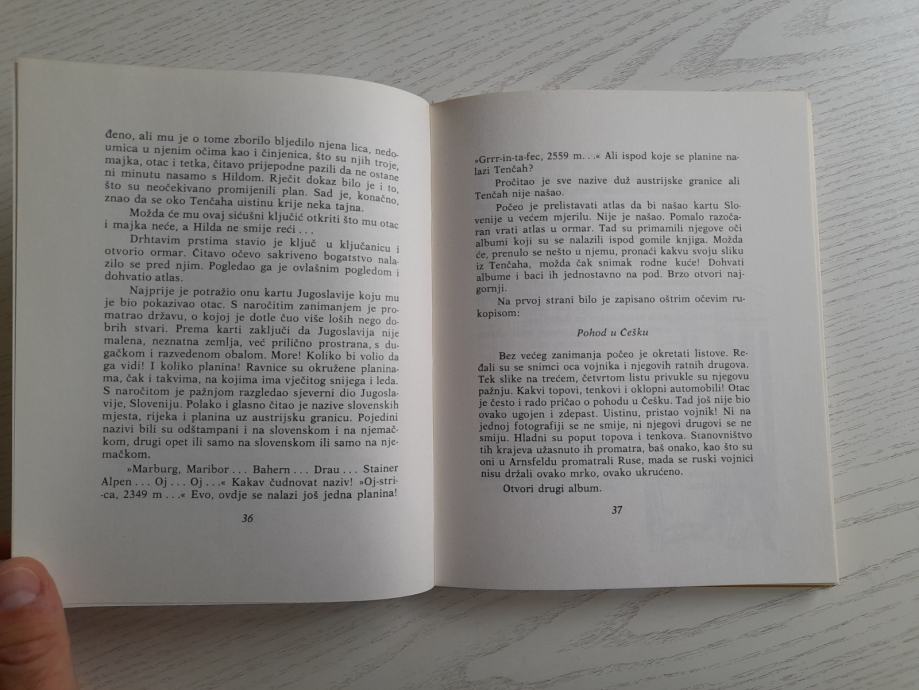 đeno, ali mu je o tome zborilo bljedilo njena lica, nedo-
umica u njenim očima kao i činjenica, što su njih troje,
majka, otac i tetka, čitavo prijepodne pazili da ne ostane
ni minutu nasamo s Hildom. Rječit dokaz bilo je i to,
što su neočekivano promijenili plan. Sad je, konačno,
znao da se oko Tenčaha uistinu krije neka tajna.
Možda će mu ovaj sićušni ključić otkriti što mu otac
i majka neće, a Hilda ne smije reći...
Drhtavim prstima stavio je ključ u ključanicu i
otvorio ormar. Čitavo očevo sakriveno bogatstvo nala-
zilo se pred njim. Pogledao ga je ovlašnim pogledom i
dohvatio atlas.
Najprije je potražio onu kartu Jugoslavije koju mu
je bio pokazivao otac. S naročitim zanimanjem je pro-
matrao državu, o kojoj je dotle čuo više loših nego do-
brih stvari. Prema karti zaključi da Jugoslavija nije
malena, neznatna zemlja, već prilično prostrana, s du-
gačkom i razvedenom obalom. More! Koliko bi volio da
ga vidi! I koliko planina! Ravnice su okružene planina-
ma, čak i takvima, na kojima ima vječitog snijega i leda.
S naročitom je pažnjom razgledao sjeverni dio Jugosla-
vije, Sloveniju. Polako i glasno čitao je nazive slovenskih
mjesta, rijeka i planina uz austrijsku granicu. Pojedini
nazivi bili su odštampani i na slovenskom i na njemač-
kom, drugi opet ili samo na slovenskom ili samo na nje-
mačkom.
»Marburg, Maribor... Bahern... Drau... Stainer
Alpen... Oj... Oj...« Kakav čudnovat naziv! »Oj-stri-
-ca, 2349 m...« Evo, ovdje se nalazi još jedna planina!
36
»Grrr-in-ta-fec, 2559 m...« Ali ispod koje se planine na-
lazi Tenčah?
Pročitao je sve nazive duž austrijske granice ali
Tenčah nije našao.
Počeo je prelistavati atlas da bi našao kartu Slo-
venije u većem mjerilu. Nije je našao. Pomalo razoča-
ran vrati atlas u ormar. Tad su primamili njegove oči
albumi koji su se nalazili ispod gomile knjiga. Možda
će, prenulo se nešto u njemu, pronaći kakvu svoju sliku
iz Tenčaha, možda čak snimak rodne kuće! Dohvati
albume i baci ih jednostavno na pod. Brzo otvori naj-
gornji.
Na prvoj strani bilo je zapisano oštrim očevim ru-
kopisom:
Pohod u Češku
Bez većeg zanimanja počeo je okretati listove. Re-
đali su se snimci oca vojnika i njegovih ratnih drugova.
Tek slike na trećem, četvrtom listu privukle su njegovu
pažnju. Kakvi topovi, tenkovi i oklopni automobili! Otac
je često i rado pričao o pohodu u Češku. Tad još nije bio
ovako ugojen i zdepast. Uistinu, pristao vojnik! Ni na
jednoj fotografiji se ne smije, ni njegovi drugovi se ne
smiju. Hladni su poput topova i tenkova. Stanovništvo
tih krajeva užasnuto ih promatra, baš onako, kao što su
oni u Arnsfeldu promatrali Ruse, mada se ruski vojnici
nisu držali ovako mrko, ovako ukrućeno.
Otvori drugi album.
37